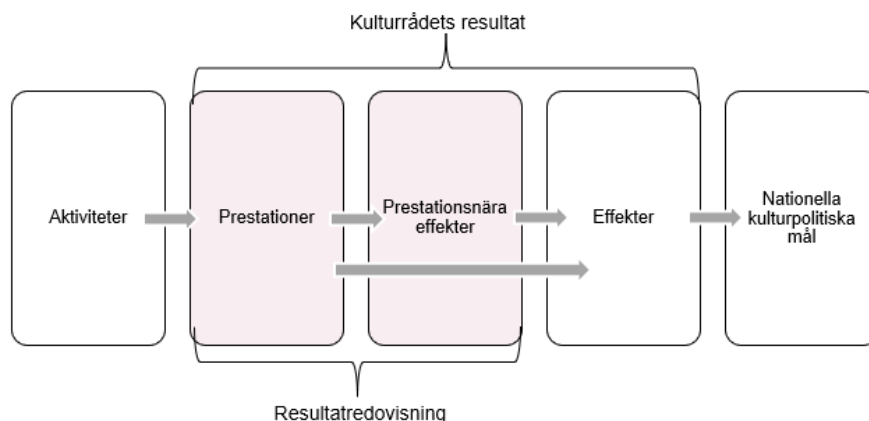 Kulturrådets resultat
Aktiviteter
Prestationer
Prestationsnära
effekter
Effekter
Nationella
kulturpolitiska
mål
Resultatredovisning